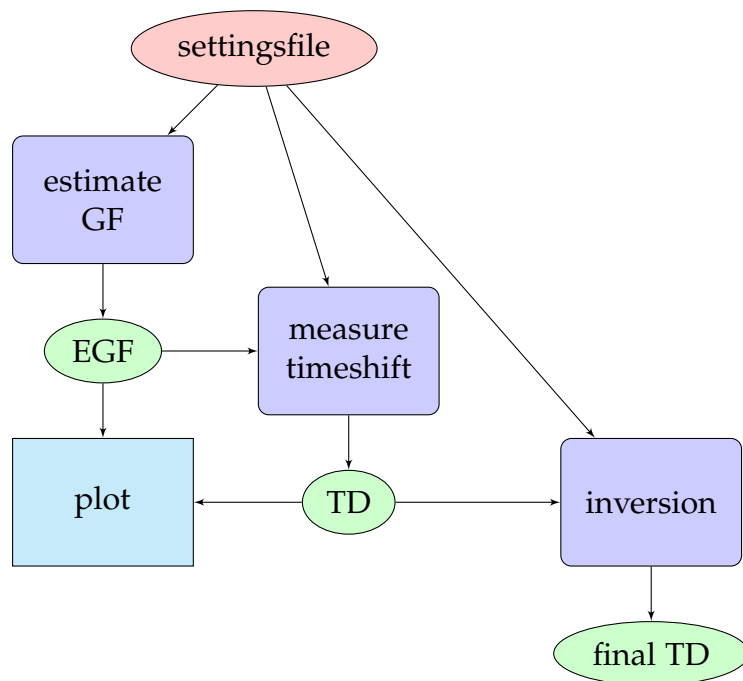 settingsfile
estimate
GF
EGF
measure
timeshift
plot
TD
inversion
final TD